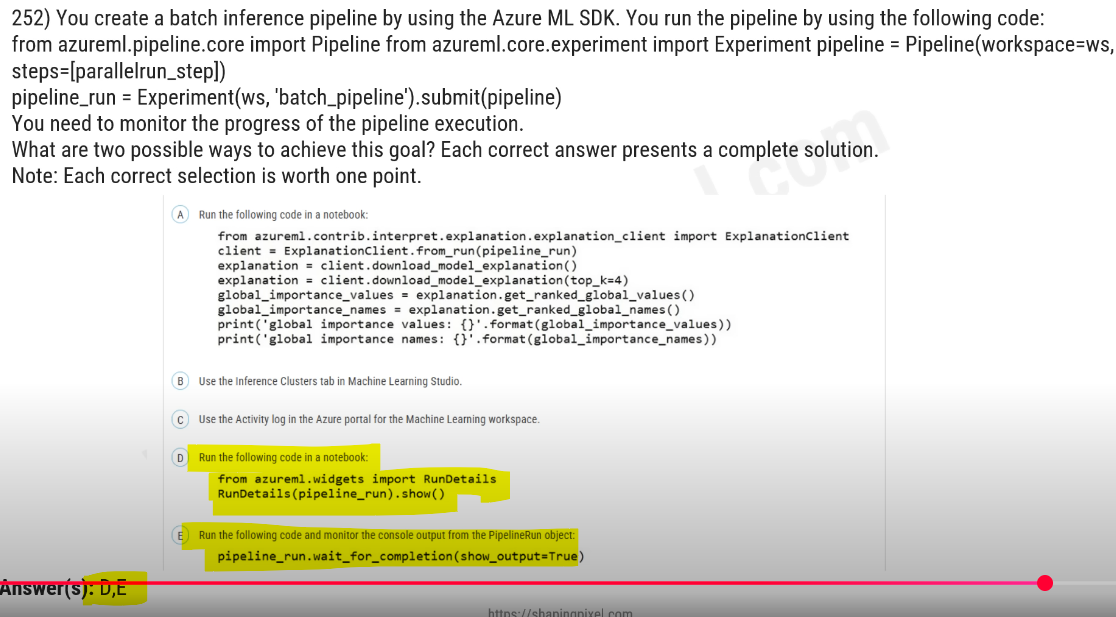 252) You create a batch inference pipeline by using the Azure ML SDK. You run the pipeline by using the following code:
from azureml.pipeline.core import Pipeline from azureml.core.experiment import Experiment pipeline = Pipeline(workspace=ws,
steps=[parallelrun_step])
pipeline_run = Experiment(ws, 'batch_pipeline').submit(pipeline)
You need to monitor the progress of the pipeline execution.
What are two possible ways to achieve this goal? Each correct answer presents a complete solution.
Note: Each correct selection is worth one point.
.com
A Run the following code in a notebook:
from azureml.contrib.interpret.explanation.explanation_client import ExplanationClient
client = ExplanationClient.from_run(pipeline_run)
explanation = client.download_model_explanation()
explanation = client.download_model_explanation(top_k=4)
global_importance_values = explanation.get_ranked_global_values()
global_importance_names = explanation.get_ranked_global_names()
print('global importance values: {}'.format(global_importance_values))
print('global importance names: {}'.format(global_importance_names))
B Use the Inference Clusters tab in Machine Learning Studio.
C Use the Activity log in the Azure portal for the Machine Learning workspace.
D Run the following code in a notebook:
from azureml.widgets import RunDetails
RunDetails(pipeline_run).show()
E Run the following code and monitor the console output from the PipelineRun object:
pipeline_run.wait_for_completion(show_output=True)
Answer(s): D,E
https://shapingpixel.com